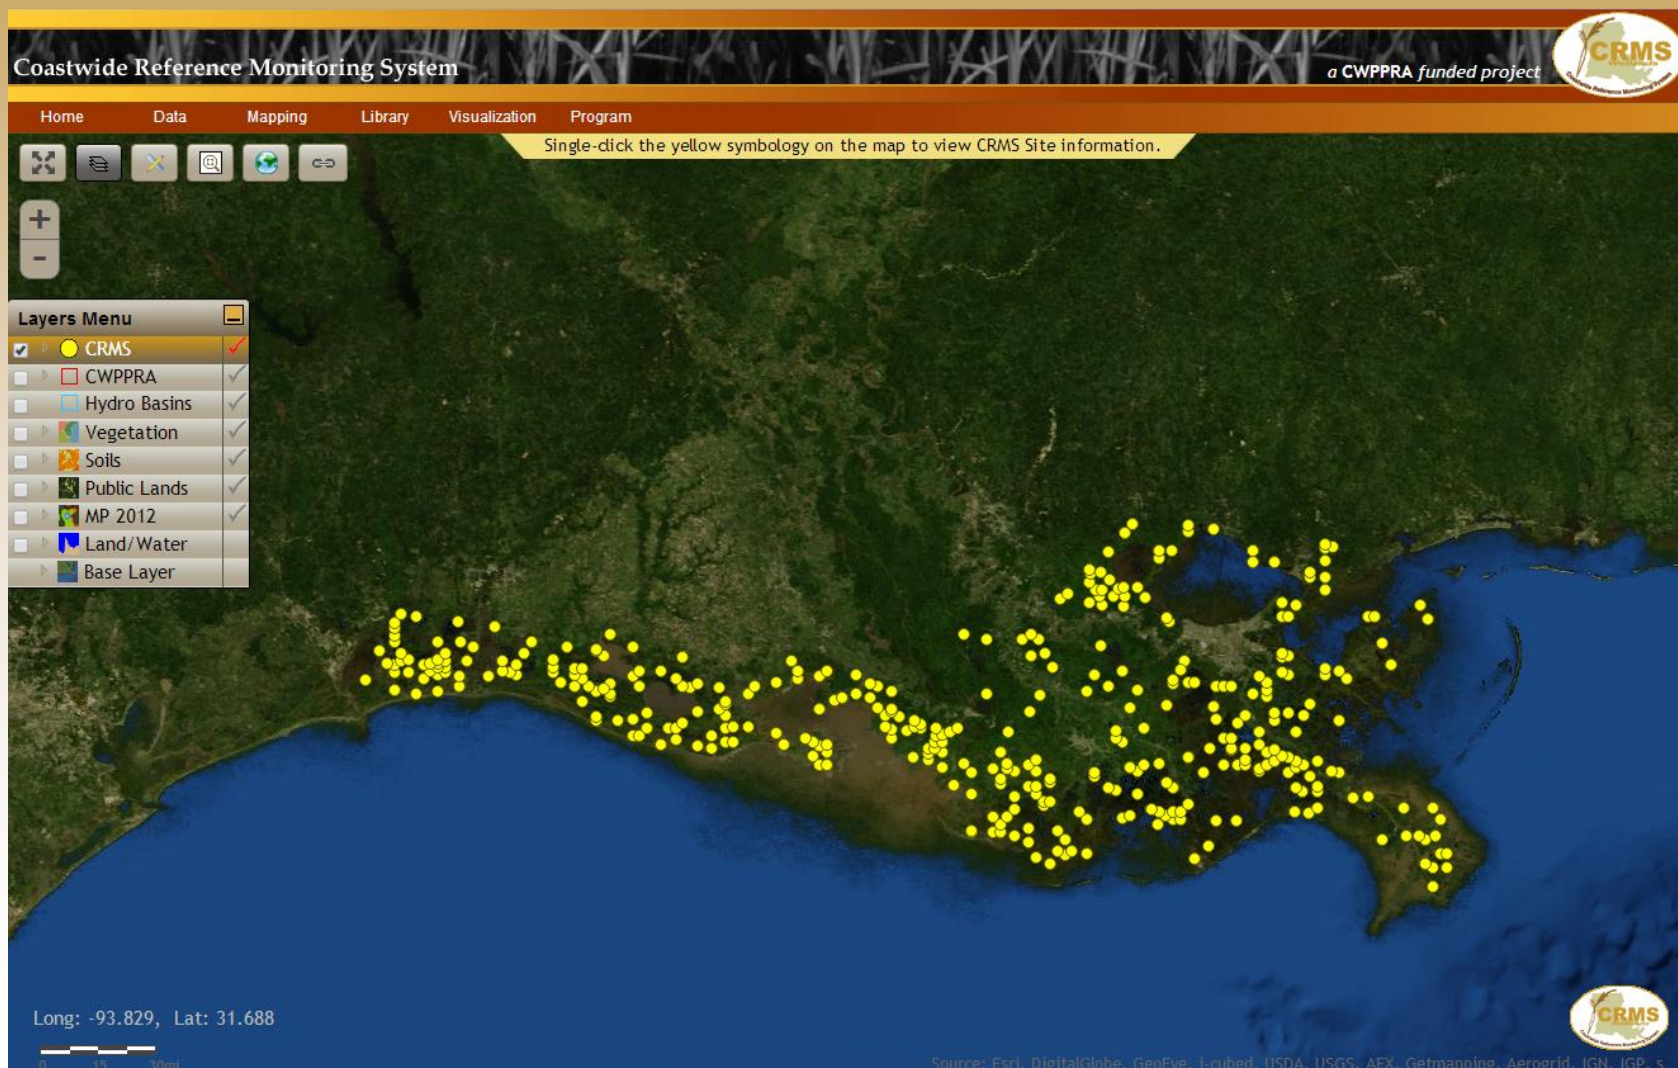 Coastwide Reference Monitoring System
a CWPPRA funded project
CRMS
Home Data Mapping Library Visualization Program
Single-click the yellow symbology on the map to view CRMS Site information.
+
-
Layers Menu
CRMS
CWPPRA
Hydro Basins
Vegetation
Soils
Public Lands
MP 2012
Land/Water
Base Layer
Long: -93.829, Lat: 31.688
0 15 30mi
CRMS
Source: Esri, DigitalGlobe, GeoEye, i-cubed, USDA, USGS, AEX, Getmapping, Aerogrid, IGN, IGP, s